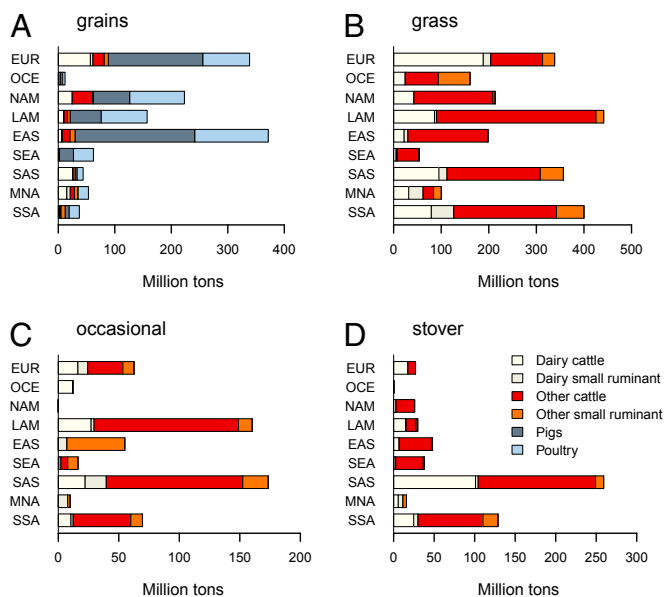 A grains
EUR
OCE
NAM
LAM
EAS
SEA
SAS
MNA
SSA
0 100 200 300 400
Million tons
B grass
EUR
OCE
NAM
LAM
EAS
SEA
SAS
MNA
SSA
0 100 200 300 400 500
Million tons
C occasional
EUR
OCE
NAM
LAM
EAS
SEA
SAS
MNA
SSA
0 50 100 150 200
Million tons
D stover
EUR
OCE
NAM
LAM
EAS
SEA
SAS
MNA
SSA
Dairy cattle
Dairy small ruminant
Other cattle
Other small ruminant
Pigs
Poultry
0 50 100 150 200 250 300
Million tons